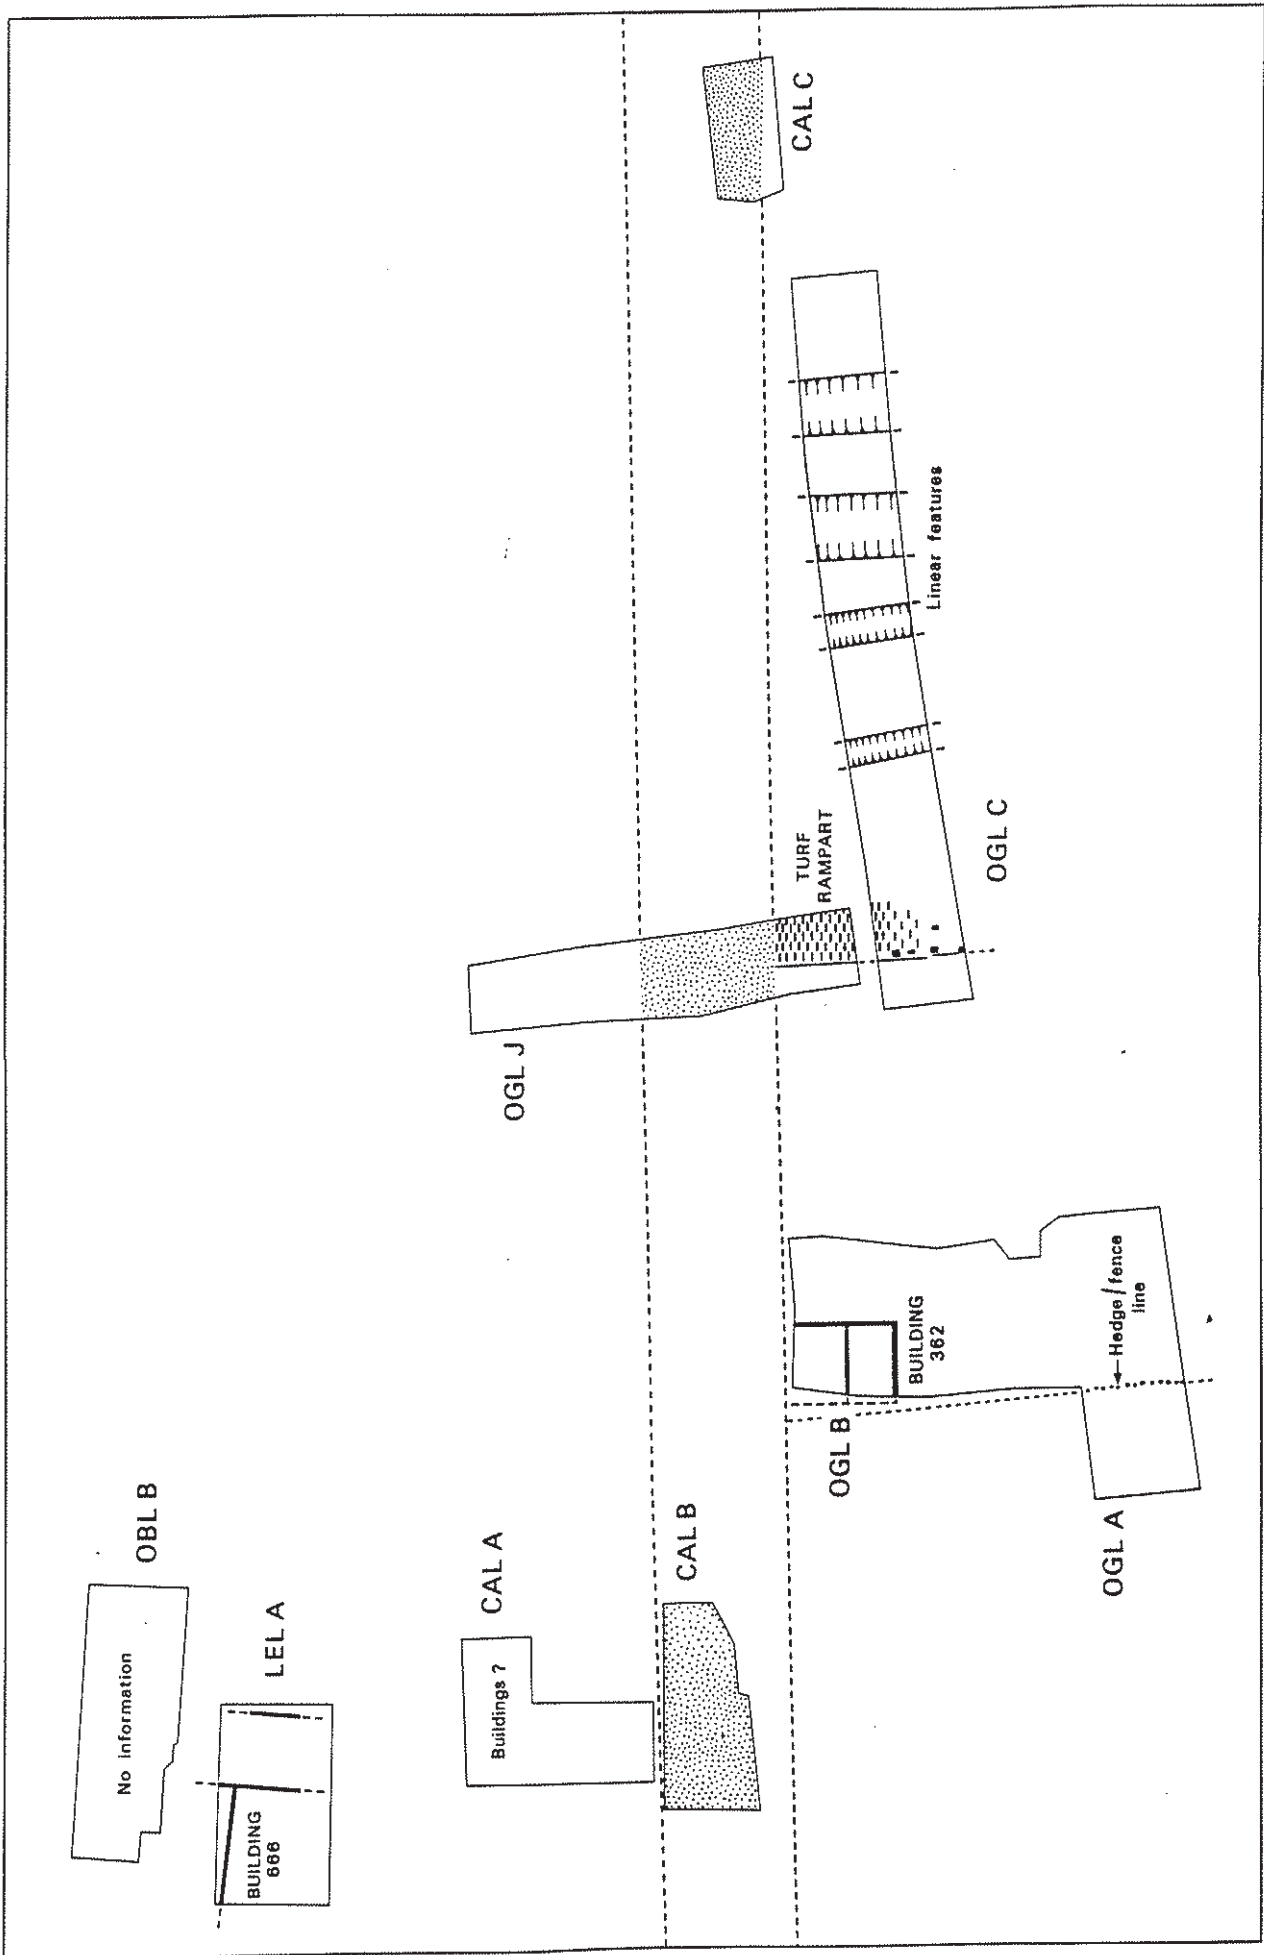 OBL B
No information
LEL A
BUILDING
666
CAL A
Buildings ?
CAL B
OGL J
OGL B
BUILDING
362
OGL A
Hedge/fence
line
TURF
RAMPART
OGL C
Linear features
CAL C